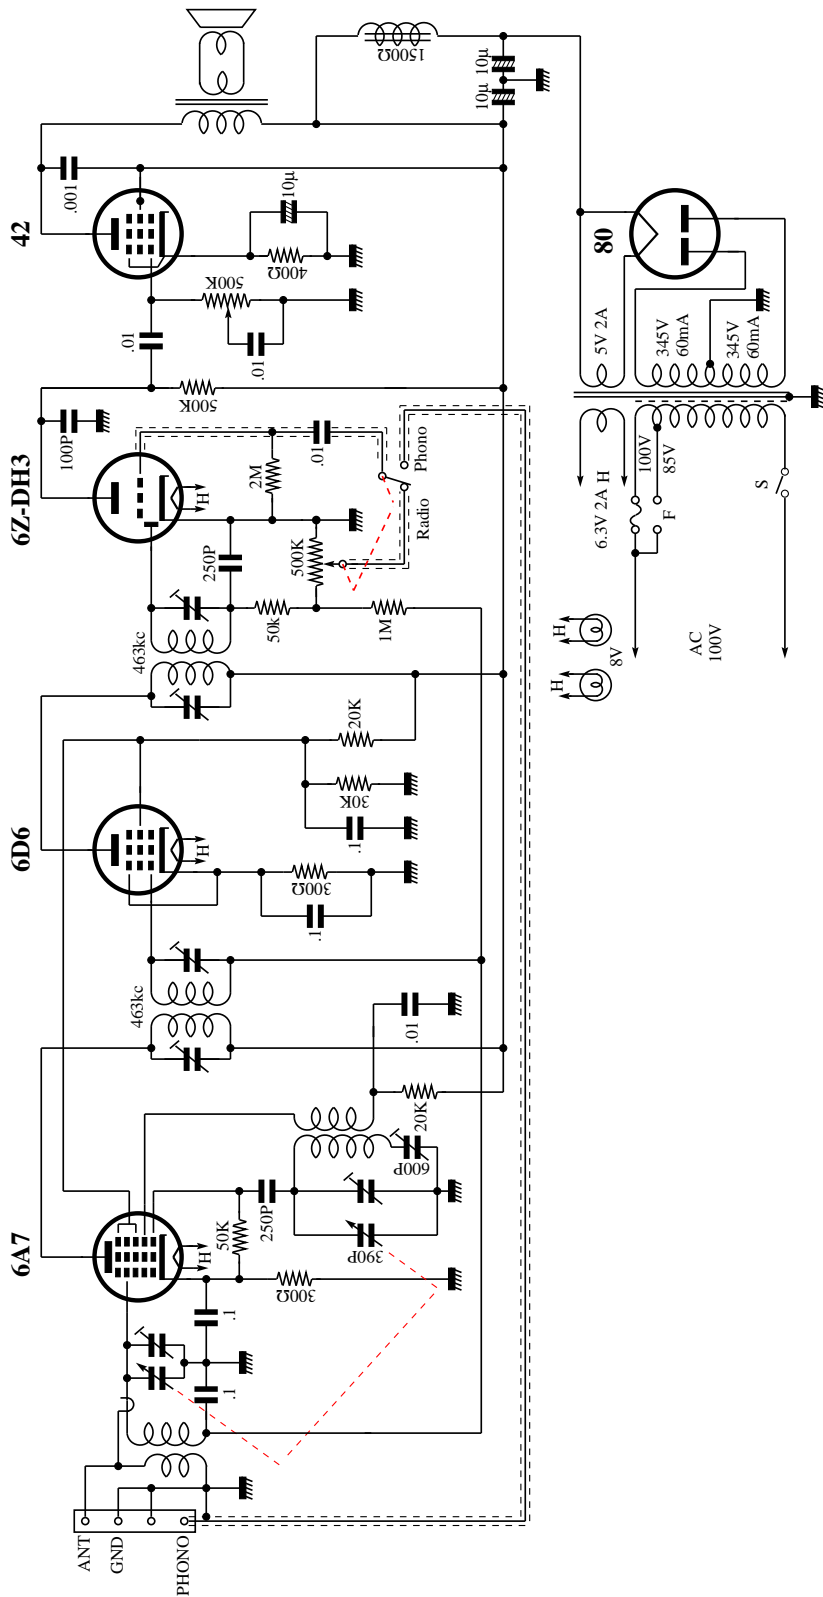 6A7
6D6
6Z-DH3
42
ANT
GND
PHONO
.1
.1
H
300Ω
50K
250P
390P
600P
20K
.01
463kc
.1
300Ω
H
.1
30K
20K
463kc
50k
1M
250P
500K
2M
H
.01
Radio
Phono
100P
500K
.01
.01
500K
400Ω
10μ
.001
1500Ω
10μ 10μ
H
H
8V
AC
100V
6.3V 2A H
F
S
100V
85V
5V 2A
345V
60mA
345V
60mA
80